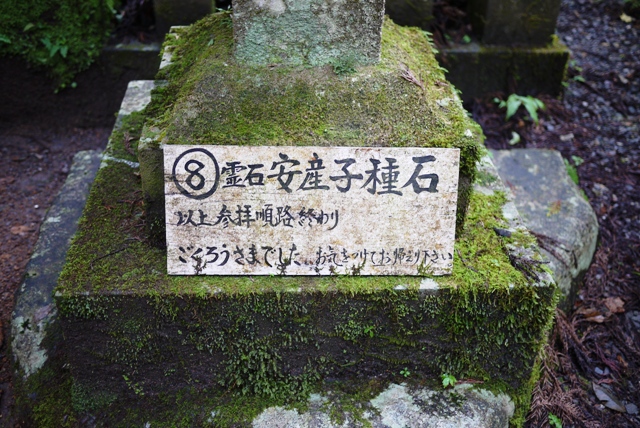 ⑧霊石安産子種石
以上参拝順路終わり
ごくろうさまでした...お気をつけてお帰り下さい